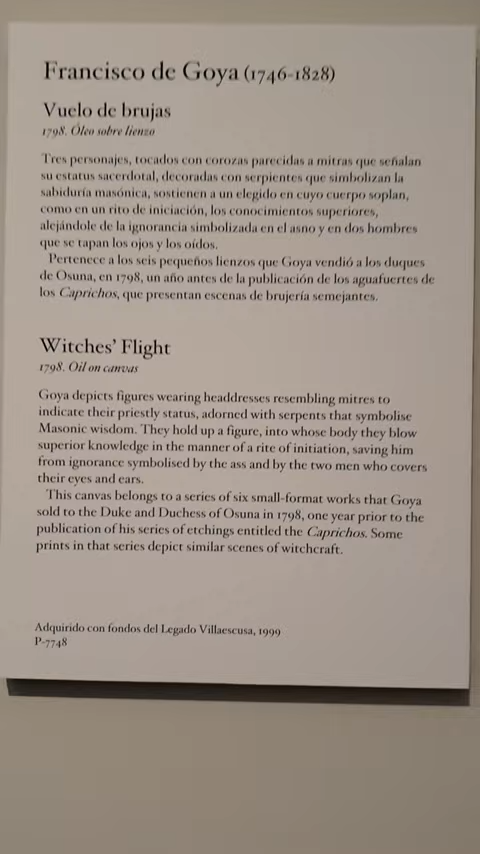 Francisco de Goya (1746-1828)
Vuelo de brujas
1798. Óleo sobre lienzo
Tres personajes, tocados con corozas parecidas a mitras que señalan
su estatus sacerdotal, decoradas con serpientes que simbolizan la
sabiduría masónica, sostienen a un elegido en cuyo cuerpo soplan,
como en un rito de iniciación, los conocimientos superiores,
alejándole de la ignorancia simbolizada en el asno y en dos hombres
que se tapan los ojos y los oídos.
Pertenece a los seis pequeños lienzos que Goya vendió a los duques
de Osuna, en 1798, un año antes de la publicación de los aguafuertes de
los Caprichos, que presentan escenas de brujería semejantes.
Witches' Flight
1798. Oil on canvas
Goya depicts figures wearing headdresses resembling mitres to
indicate their priestly status, adorned with serpents that symbolise
Masonic wisdom. They hold up a figure, into whose body they blow
superior knowledge in the manner of a rite of initiation, saving him
from ignorance symbolised by the ass and by the two men who covers
their eyes and ears.
This canvas belongs to a series of six small-format works that Goya
sold to the Duke and Duchess of Osuna in 1798, one year prior to the
publication of his series of etchings entitled the Caprichos. Some
prints in that series depict similar scenes of witchcraft.
Adquirido con fondos del Legado Villaescusa, 1999
P-7748